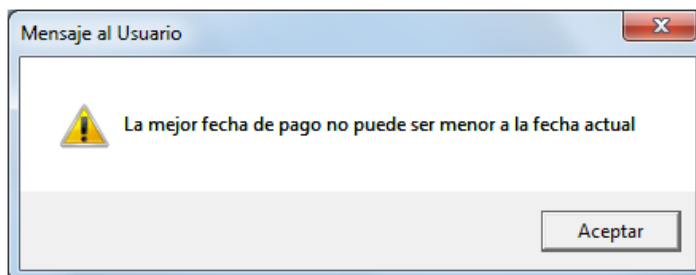 Mensaje al Usuario
La mejor fecha de pago no puede ser menor a la fecha actual
Aceptar